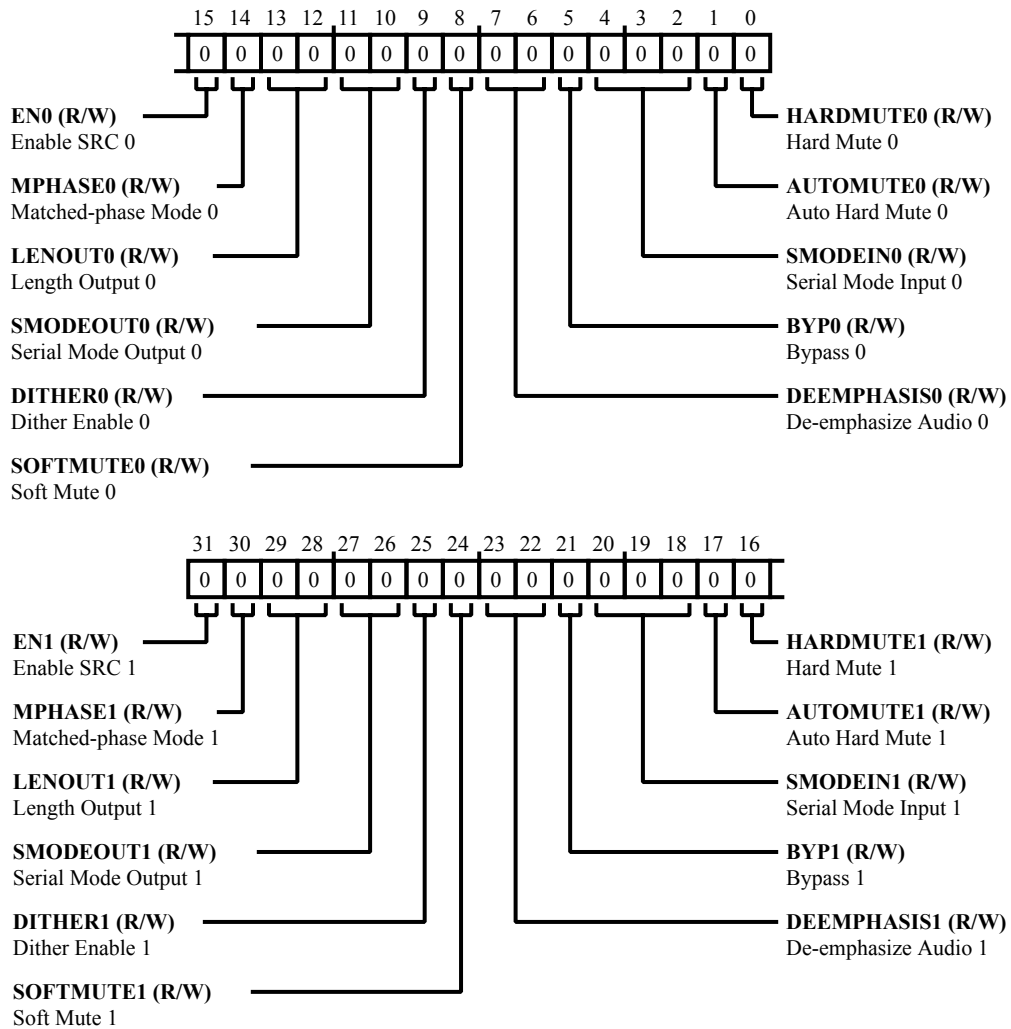 15 14 13 12 11 10 9 8 7 6 5 4 3 2 1 0
0 0 0 0 0 0 0 0 0 0 0 0 0 0 0 0
EN0 (R/W)
Enable SRC 0
MPHASE0 (R/W)
Matched-phase Mode 0
LENOUT0 (R/W)
Length Output 0
SMODEOUT0 (R/W)
Serial Mode Output 0
DITHER0 (R/W)
Dither Enable 0
SOFTMUTE0 (R/W)
Soft Mute 0
HARDMUTE0 (R/W)
Hard Mute 0
AUTOMUTE0 (R/W)
Auto Hard Mute 0
SMODEIN0 (R/W)
Serial Mode Input 0
BYP0 (R/W)
Bypass 0
DEEMPHASIS0 (R/W)
De-emphasize Audio 0
31 30 29 28 27 26 25 24 23 22 21 20 19 18 17 16
0 0 0 0 0 0 0 0 0 0 0 0 0 0 0 0
EN1 (R/W)
Enable SRC 1
MPHASE1 (R/W)
Matched-phase Mode 1
LENOUT1 (R/W)
Length Output 1
SMODEOUT1 (R/W)
Serial Mode Output 1
DITHER1 (R/W)
Dither Enable 1
SOFTMUTE1 (R/W)
Soft Mute 1
HARDMUTE1 (R/W)
Hard Mute 1
AUTOMUTE1 (R/W)
Auto Hard Mute 1
SMODEIN1 (R/W)
Serial Mode Input 1
BYP1 (R/W)
Bypass 1
DEEMPHASIS1 (R/W)
De-emphasize Audio 1